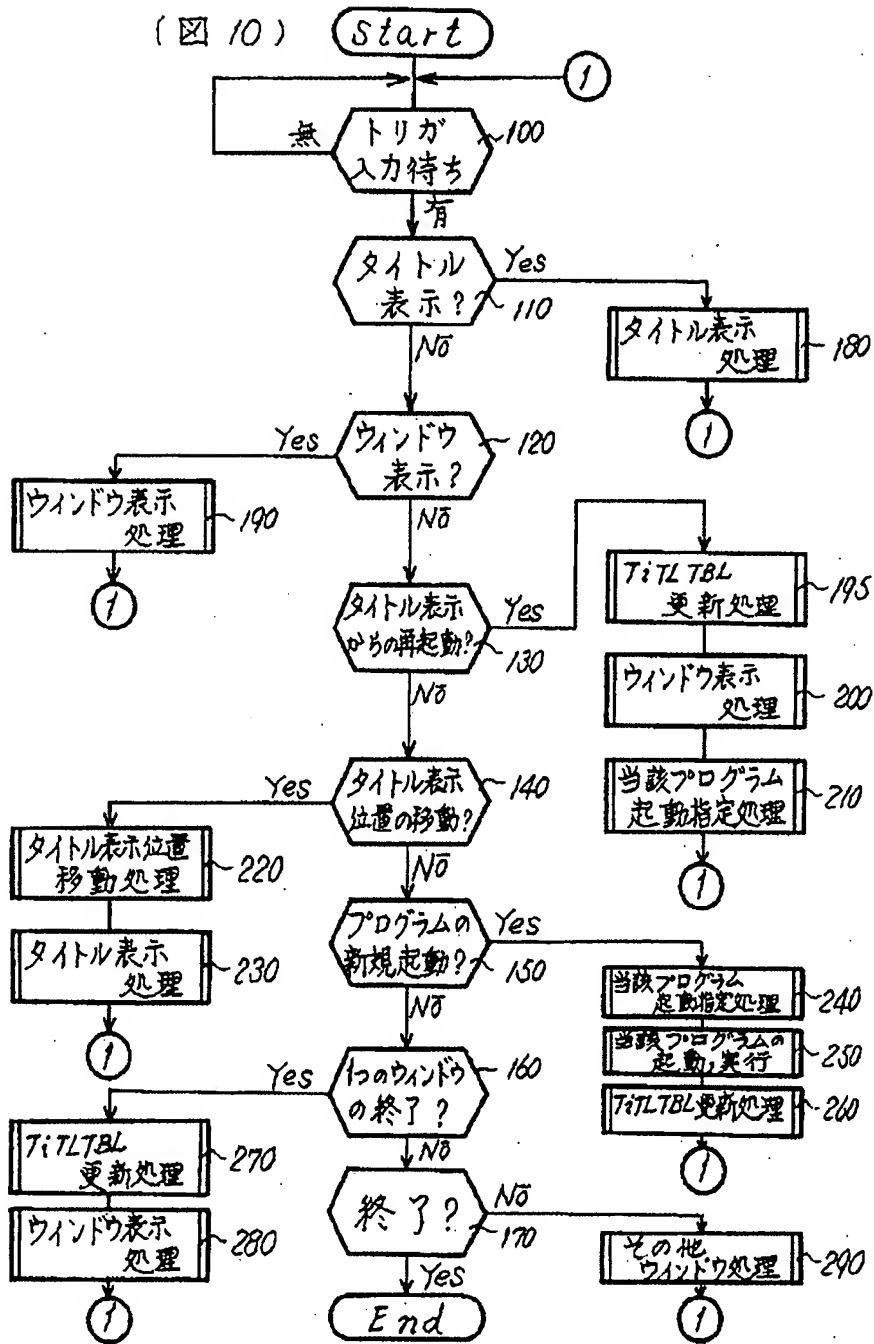 (図 10)
Start
1
無
トリガ
入力待ち
100
有
タイトル
表示?
110
Yes
No
タイトル表示
処理
180
1
Yes
ウィンドウ
表示?
120
No
ウィンドウ表示
処理
190
1
タイトル表示
からの再起動?
130
Yes
No
TiTLTBL
更新処理
195
ウィンドウ表示
処理
200
当該プログラム
起動指定処理
210
1
Yes
タイトル表示
位置の移動?
140
No
タイトル表示位置
移動処理
220
タイトル表示
処理
230
1
プログラムの
新規起動?
150
Yes
No
当該プログラム
起動指定処理
240
当該プログラムの
起動,実行
250
TiTLTBL更新処理
260
1
Yes
1つのウィンドウ
の終了?
160
No
TiTLTBL
更新処理
270
ウィンドウ表示
処理
280
1
終了?
170
No
Yes
その他
ウィンドウ処理
290
1
End